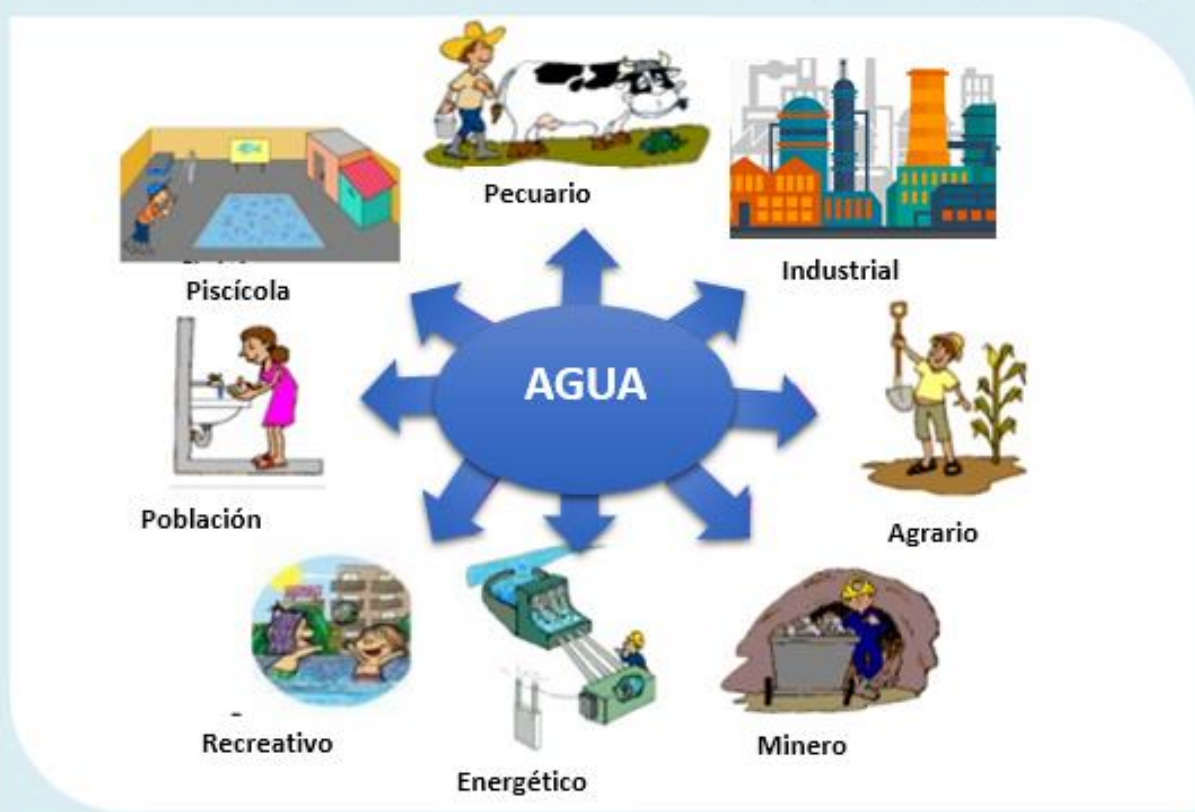 Pecuario
Industrial
Piscícola
AGUA
Población
Agrario
Recreativo
Minero
Energético